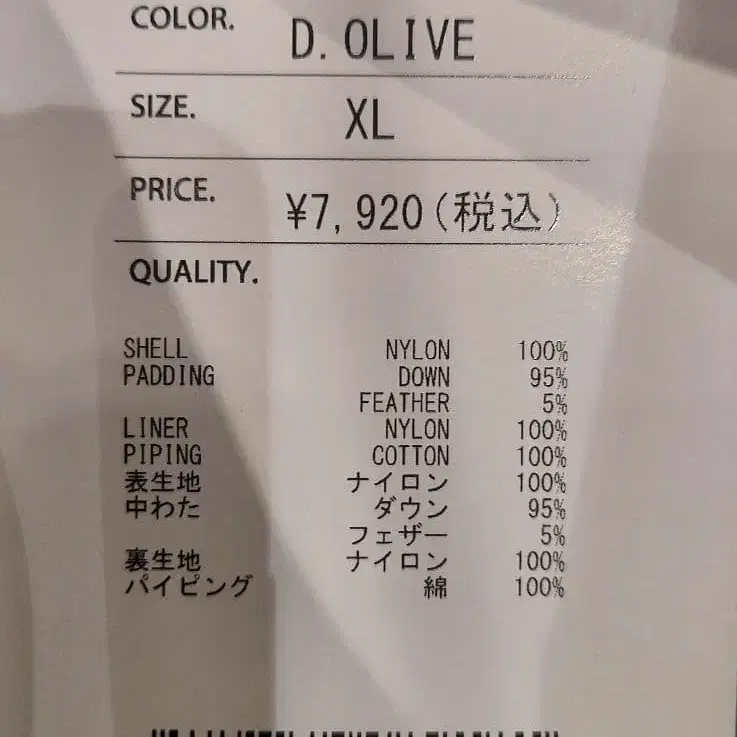 COLOR. D. OLIVE
SIZE. XL
PRICE. ¥7,920(税込)
QUALITY.
SHELL NYLON 100%
PADDING DOWN 95%
FEATHER 5%
LINER NYLON 100%
PIPING COTTON 100%
表生地 ナイロン 100%
中わた ダウン 95%
フェザー 5%
裏生地 ナイロン 100%
パイピング 綿 100%